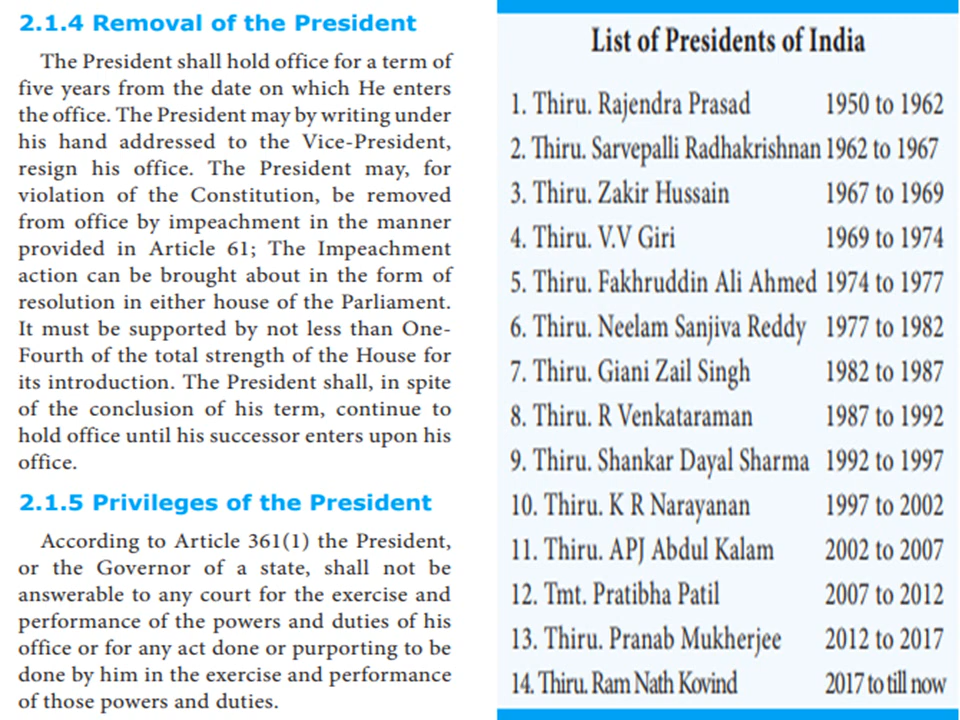 2.1.4 Removal of the President
The President shall hold office for a term of
five years from the date on which He enters
the office. The President may by writing under
his hand addressed to the Vice-President,
resign his office. The President may, for
violation of the Constitution, be removed
from office by impeachment in the manner
provided in Article 61; The Impeachment
action can be brought about in the form of
resolution in either house of the Parliament.
It must be supported by not less than One-
Fourth of the total strength of the House for
its introduction. The President shall, in spite
of the conclusion of his term, continue to
hold office until his successor enters upon his
office.
2.1.5 Privileges of the President
According to Article 361(1) the President,
or the Governor of a state, shall not be
answerable to any court for the exercise and
performance of the powers and duties of his
office or for any act done or purporting to be
done by him in the exercise and performance
of those powers and duties.
List of Presidents of India
1. Thiru. Rajendra Prasad 1950 to 1962
2. Thiru. Sarvepalli Radhakrishnan 1962 to 1967
3. Thiru. Zakir Hussain 1967 to 1969
4. Thiru. V.V Giri 1969 to 1974
5. Thiru. Fakhruddin Ali Ahmed 1974 to 1977
6. Thiru. Neelam Sanjiva Reddy 1977 to 1982
7. Thiru. Giani Zail Singh 1982 to 1987
8. Thiru. R Venkataraman 1987 to 1992
9. Thiru. Shankar Dayal Sharma 1992 to 1997
10. Thiru. K R Narayanan 1997 to 2002
11. Thiru. APJ Abdul Kalam 2002 to 2007
12. Tmt. Pratibha Patil 2007 to 2012
13. Thiru. Pranab Mukherjee 2012 to 2017
14. Thiru. Ram Nath Kovind 2017 to till now